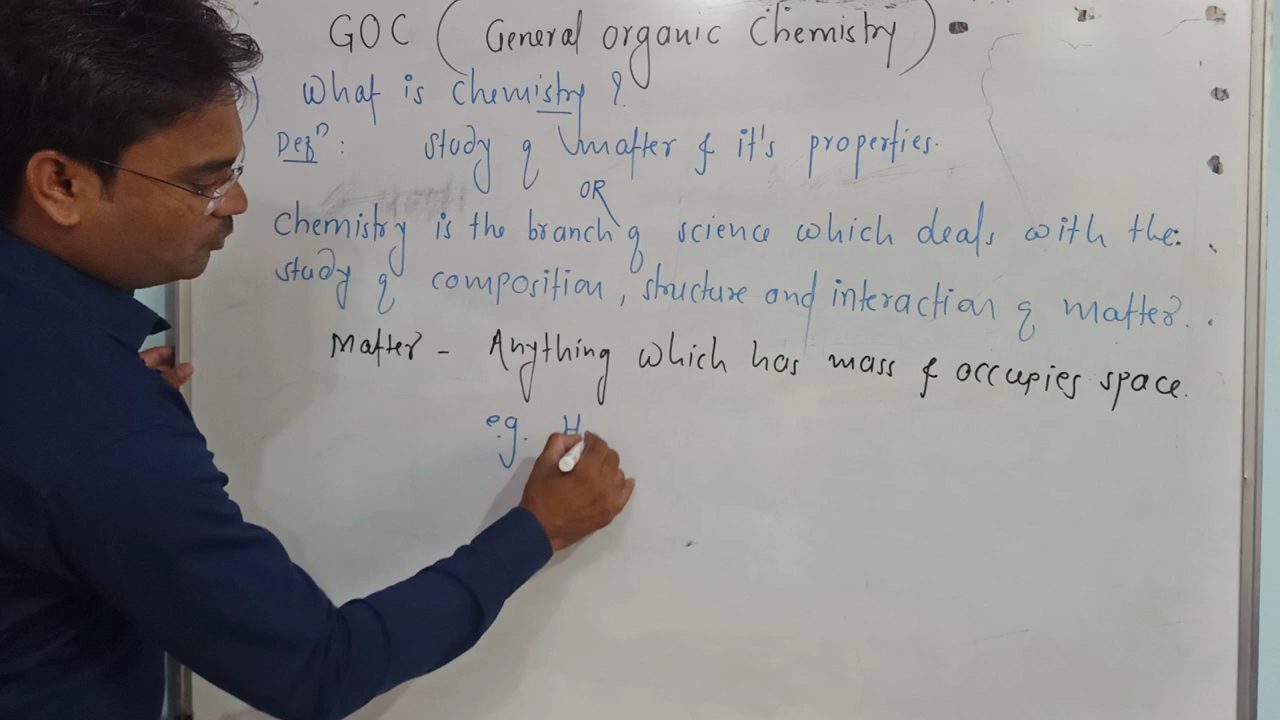 GOC ( General organic Chemistry )
) What is chemistry ?
Defⁿ : study of matter & it's properties.
OR
Chemistry is the branch of science which deals with the
study of composition, structure and interaction of matter.
Matter - Anything which has mass & occupies space.
e.g. H